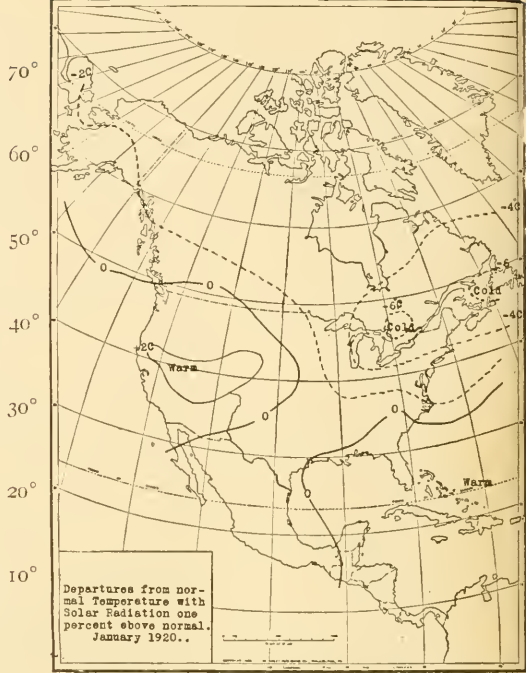 70°
-2C
60°
50°
-4C
0
0
-6
Cold
-6C
Cold
-4C
40°
+2C
Warm
30°
0
0
0
Warm
20°
10°
Departures from nor-
mal Temperature with
Solar Radiation one
percent above normal.
January 1920..